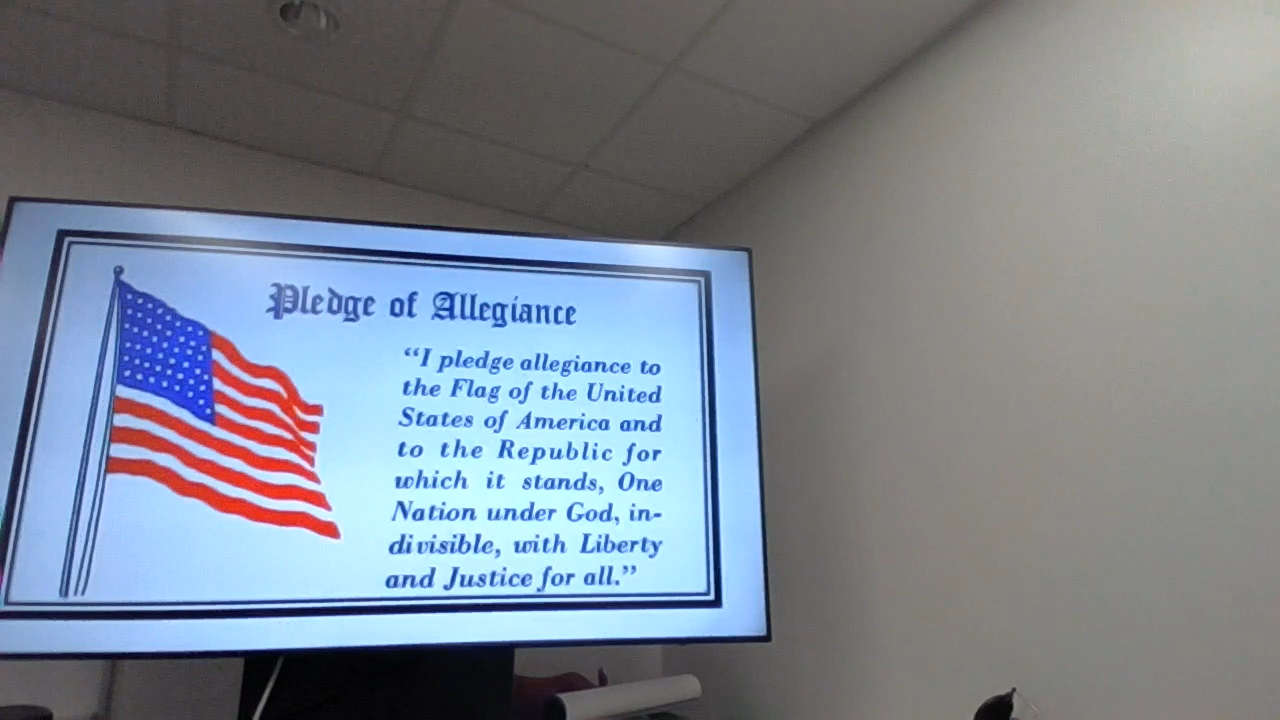 Pledge of Allegiance
“I pledge allegiance to
the Flag of the United
States of America and
to the Republic for
which it stands, One
Nation under God, in-
divisible, with Liberty
and Justice for all.”